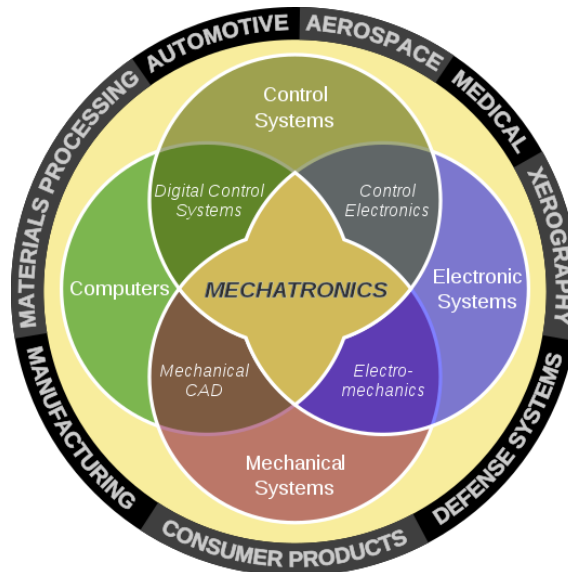 AUTOMOTIVE
AEROSPACE
MEDICAL
XEROGRAPHY
DEFENSE SYSTEMS
CONSUMER PRODUCTS
MANUFACTURING
MATERIALS PROCESSING
Control
Systems
Digital Control
Systems
Control
Electronics
Computers
MECHATRONICS
Electronic
Systems
Mechanical
CAD
Electro-
mechanics
Mechanical
Systems